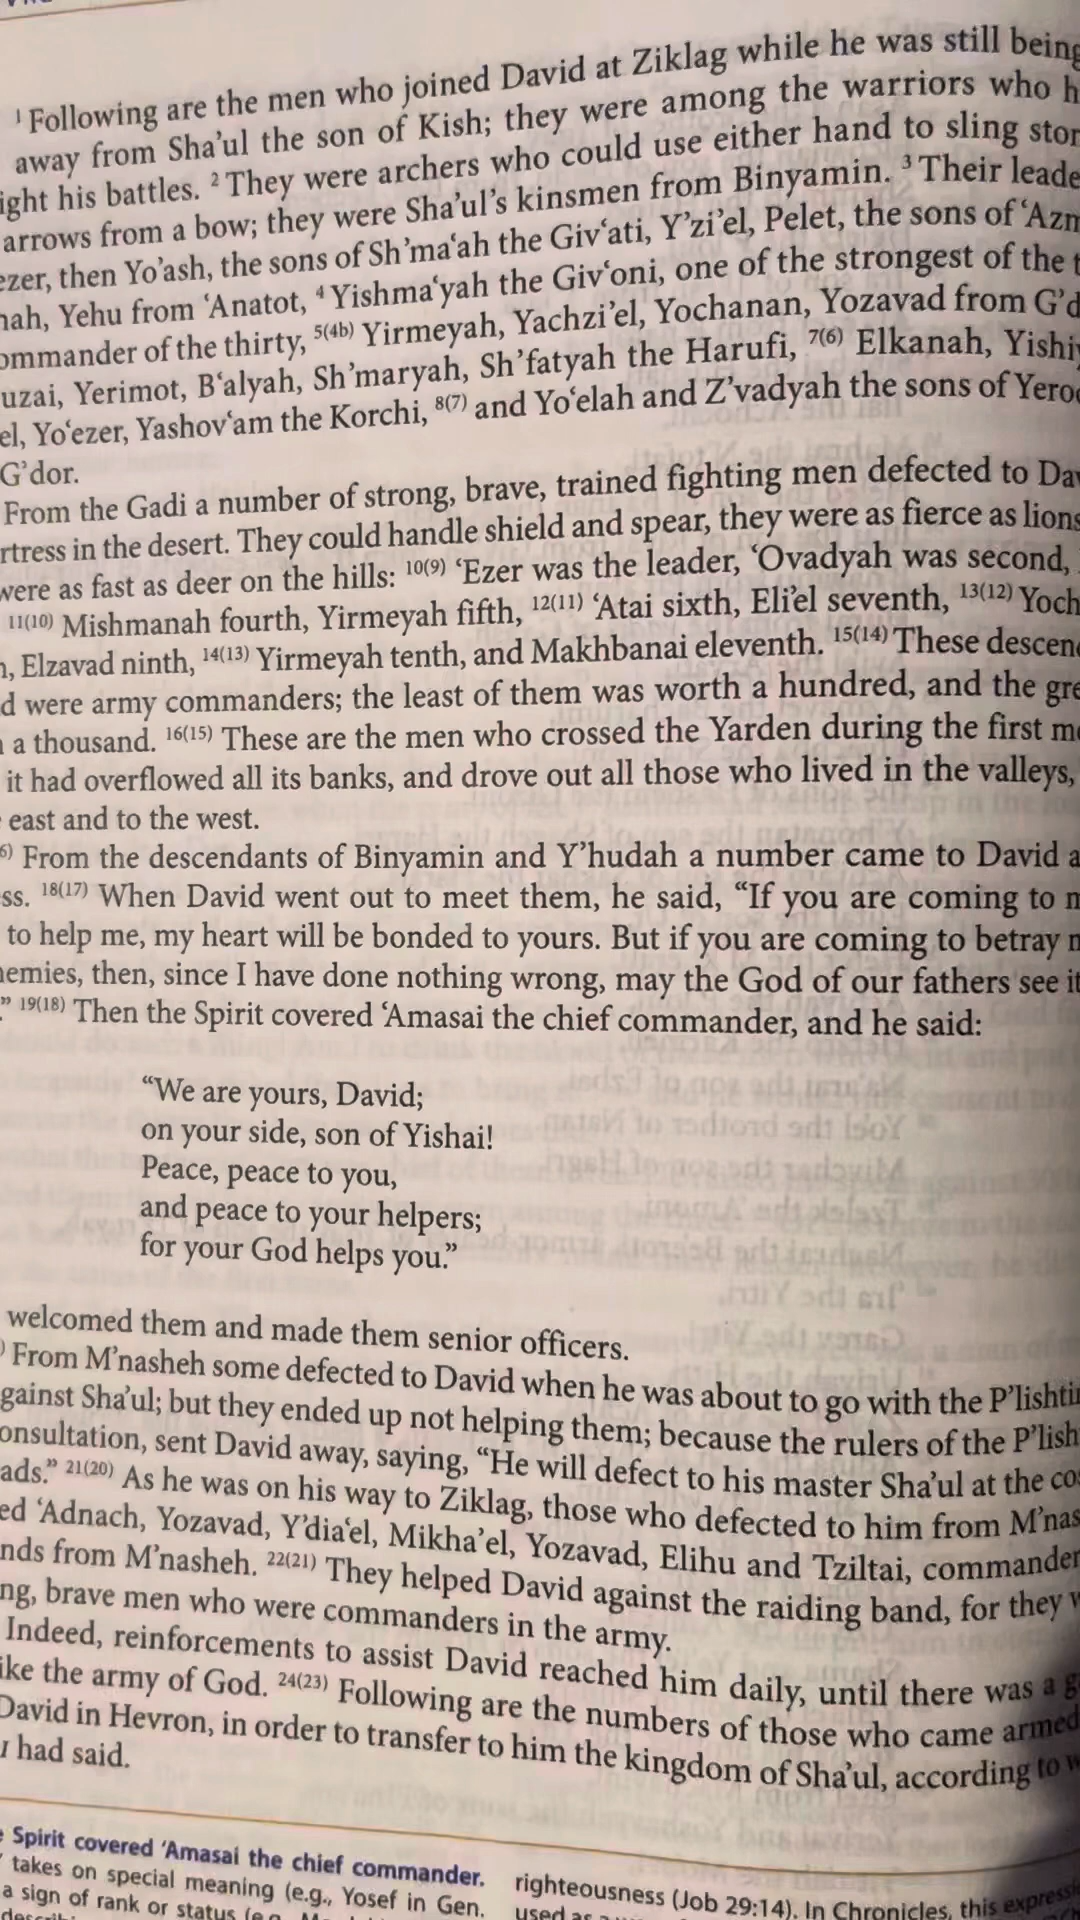 ¹ Following are the men who joined David at Ziklag while he was still being
away from Sha'ul the son of Kish; they were among the warriors who h
ight his battles. ² They were archers who could use either hand to sling stor
arrows from a bow; they were Sha'ul's kinsmen from Binyamin. ³ Their leade
ezer, then Yo'ash, the sons of Sh'ma‘ah the Giv‘ati, Y'zi'el, Pelet, the sons of ‘Azm
nah, Yehu from ‘Anatot, ⁴ Yishma‘yah the Giv‘oni, one of the strongest of the t
ommander of the thirty, 5(4b) Yirmeyah, Yachzi'el, Yochanan, Yozavad from G'd
uzai, Yerimot, B‘alyah, Sh'maryah, Sh'fatyah the Harufi, 7(6) Elkanah, Yishiy
el, Yo‘ezer, Yashov‘am the Korchi, 8(7) and Yo‘elah and Z'vadyah the sons of Yeroc
G'dor.
From the Gadi a number of strong, brave, trained fighting men defected to Dav
rtress in the desert. They could handle shield and spear, they were as fierce as lions
were as fast as deer on the hills: 10(9) ‘Ezer was the leader, ‘Ovadyah was second,
11(10) Mishmanah fourth, Yirmeyah fifth, 12(11) ‘Atai sixth, Eli'el seventh, 13(12) Yoch
, Elzavad ninth, 14(13) Yirmeyah tenth, and Makhbanai eleventh. 15(14) These descen
d were army commanders; the least of them was worth a hundred, and the gre
a thousand. 16(15) These are the men who crossed the Yarden during the first m
it had overflowed all its banks, and drove out all those who lived in the valleys,
east and to the west.
6) From the descendants of Binyamin and Y'hudah a number came to David a
ss. 18(17) When David went out to meet them, he said, “If you are coming to m
to help me, my heart will be bonded to yours. But if you are coming to betray m
nemies, then, since I have done nothing wrong, may the God of our fathers see it
.” 19(18) Then the Spirit covered ‘Amasai the chief commander, and he said:
“We are yours, David;
on your side, son of Yishai!
Peace, peace to you,
and peace to your helpers;
for your God helps you.”
welcomed them and made them senior officers.
) From M'nasheh some defected to David when he was about to go with the P'lishti
gainst Sha'ul; but they ended up not helping them; because the rulers of the P'lish
onsultation, sent David away, saying, “He will defect to his master Sha'ul at the cos
ads.” 21(20) As he was on his way to Ziklag, those who defected to him from M'nas
ed ‘Adnach, Yozavad, Y'dia‘el, Mikha'el, Yozavad, Elihu and Tziltai, commander
nds from M'nasheh. 22(21) They helped David against the raiding band, for they w
ng, brave men who were commanders in the army.
Indeed, reinforcements to assist David reached him daily, until there was a g
ike the army of God. 24(23) Following are the numbers of those who came armed
David in Hevron, in order to transfer to him the kingdom of Sha'ul, according to w
had said.
Spirit covered ‘Amasai the chief commander.
takes on special meaning (e.g., Yosef in Gen.
a sign of rank or status (e.g.
righteousness (Job 29:14). In Chronicles, this expressi
used as